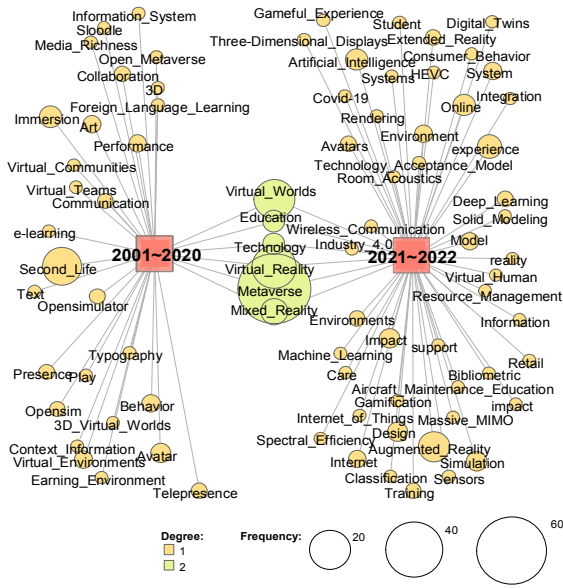 Information_System
Sloodle
Media_Richness
Open_Metaverse
Collaboration
3D
Foreign_Language_Learning
Immersion
Art
Performance
Virtual_Communities
Virtual_Teams
Communication
e-learning
2001~2020
Second_Life
Text
Opensimulator
Typography
Presence
Play
Opensim
Behavior
3D_Virtual_Worlds
Context_Information
Virtual_Environments
Avatar
Earning_Environment
Telepresence
Virtual_Worlds
Education
Technology
Virtual_Reality
Metaverse
Mixed_Reality
Gameful_Experience
Student
Digital_Twins
Three-Dimensional_Displays
Extended_Reality
Artificial_Intelligence
Consumer_Behavior
Systems
HEVC
System
Covid-19
Online
Integration
Rendering
Avatars
Environment
experience
Technology_Acceptance_Model
Room_Acoustics
Deep_Learning
Wireless_Communication
Solid_Modeling
Industry_4.0
Model
2021~2022
reality
Virtual_Human
Resource_Management
Environments
Information
Impact
Machine_Learning
support
Care
Bibliometric
Retail
Aircraft_Maintenance_Education
Gamification
impact
Internet_of_Things
Massive_MIMO
Spectral_Efficiency
Design
Augmented_Reality
Internet
Simulation
Classification
Sensors
Training
Degree:
1
2
Frequency:
20
40
60